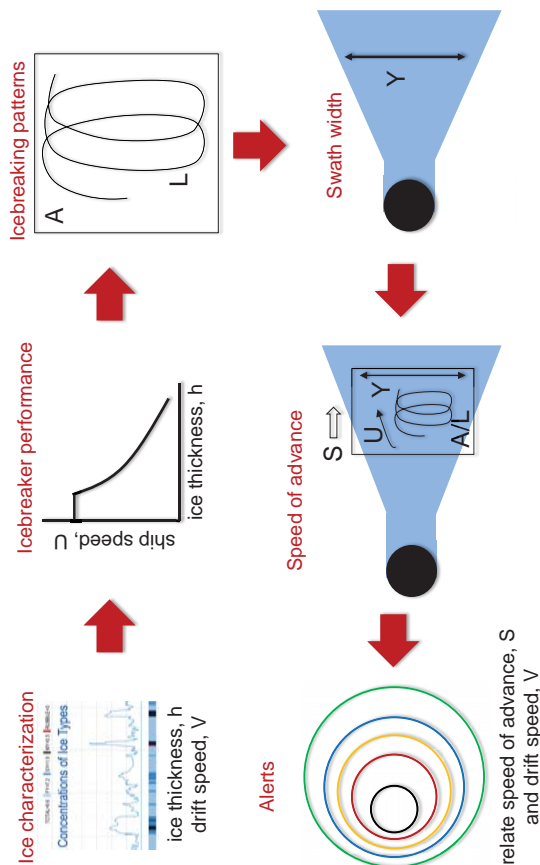 Ice characterization
Concentrations of Ice Types
ice thickness, h
drift speed, V
Icebreaker performance
ship speed, U
ice thickness, h
Icebreaking patterns
A
L
Swath width
Y
Speed of advance
S
U
Y
A/L
Alerts
relate speed of advance, S
and drift speed, V